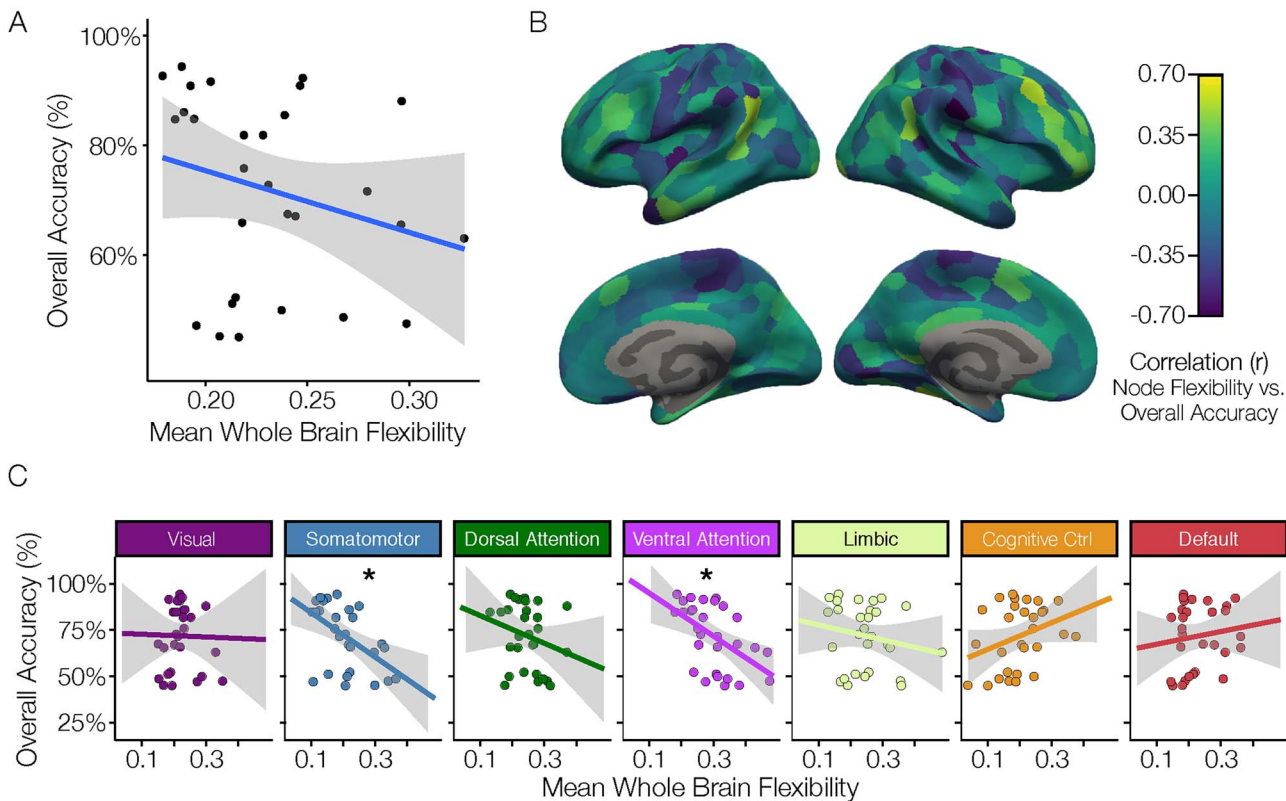 A
100%
80%
60%
Overall Accuracy (%)
0.20 0.25 0.30
Mean Whole Brain Flexibility
B
0.70
0.35
0.00
-0.35
-0.70
Correlation (r)
Node Flexibility vs.
Overall Accuracy
C
Visual Somatomotor Dorsal Attention Ventral Attention Limbic Cognitive Ctrl Default
* *
100%
75%
50%
25%
Overall Accuracy (%)
0.1 0.3 0.1 0.3 0.1 0.3 0.1 0.3 0.1 0.3 0.1 0.3 0.1 0.3
Mean Whole Brain Flexibility